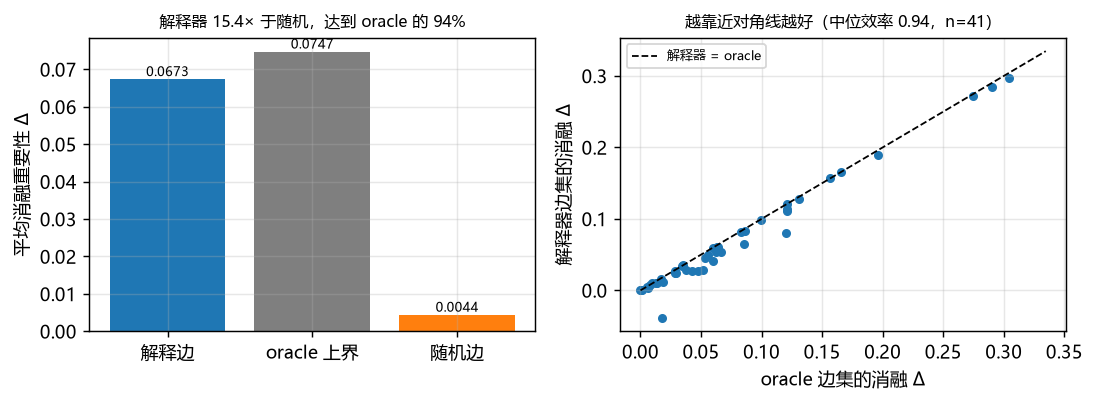 解释器 15.4× 于随机，达到 oracle 的 94%
平均消融重要性 Δ
0.07
0.06
0.05
0.04
0.03
0.02
0.01
0.00
0.0673
0.0747
0.0044
解释边
oracle 上界
随机边
越靠近对角线越好（中位效率 0.94，n=41）
解释器 = oracle
解释器边集的消融 Δ
0.3
0.2
0.1
0.0
0.00
0.05
0.10
0.15
0.20
0.25
0.30
0.35
oracle 边集的消融 Δ